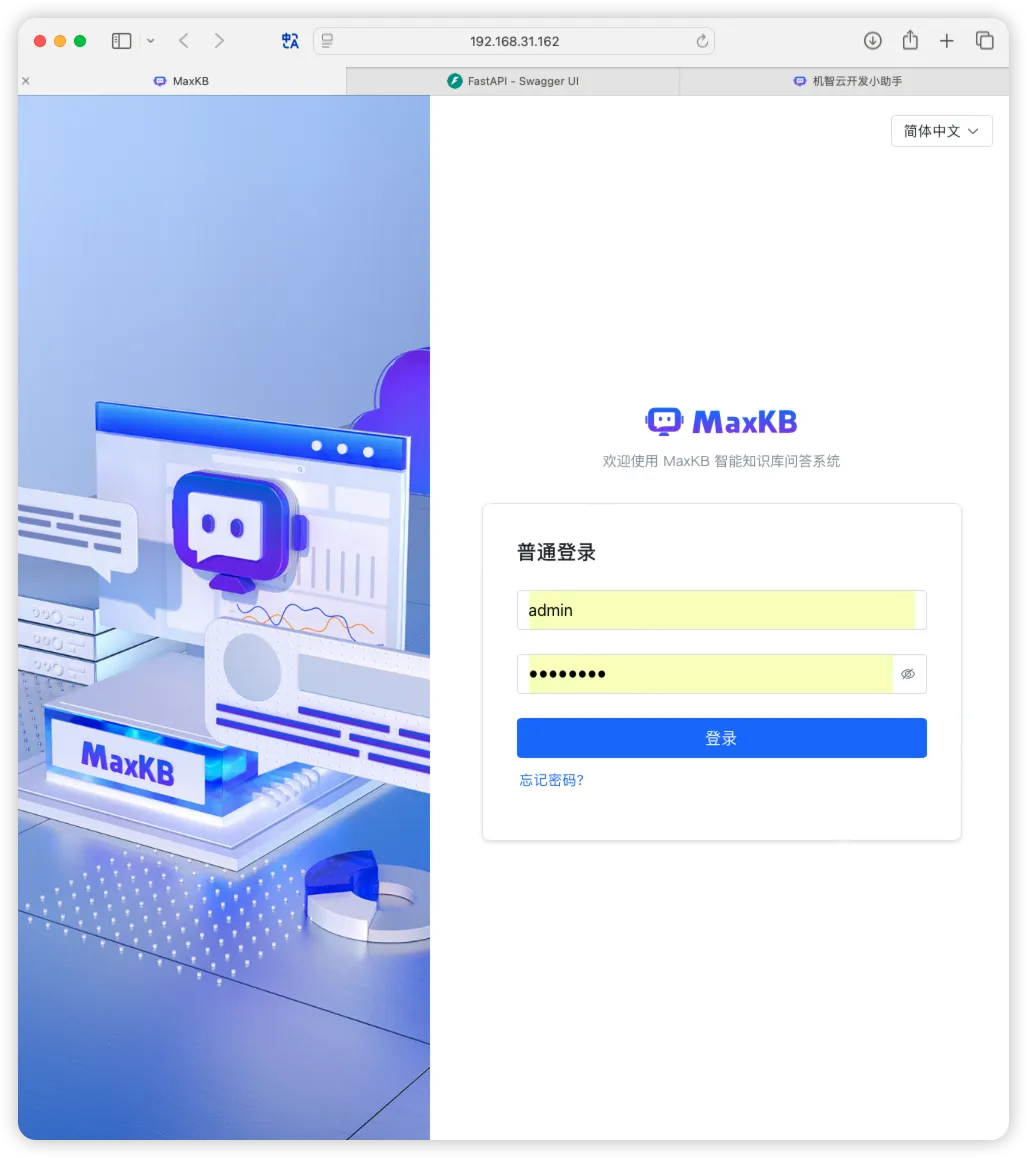 192.168.31.162
MaxKB
FastAPI - Swagger UI
机智云开发小助手
简体中文
MaxKB
欢迎使用 MaxKB 智能知识库问答系统
普通登录
admin
••••••••
登录
忘记密码?
MaxKB